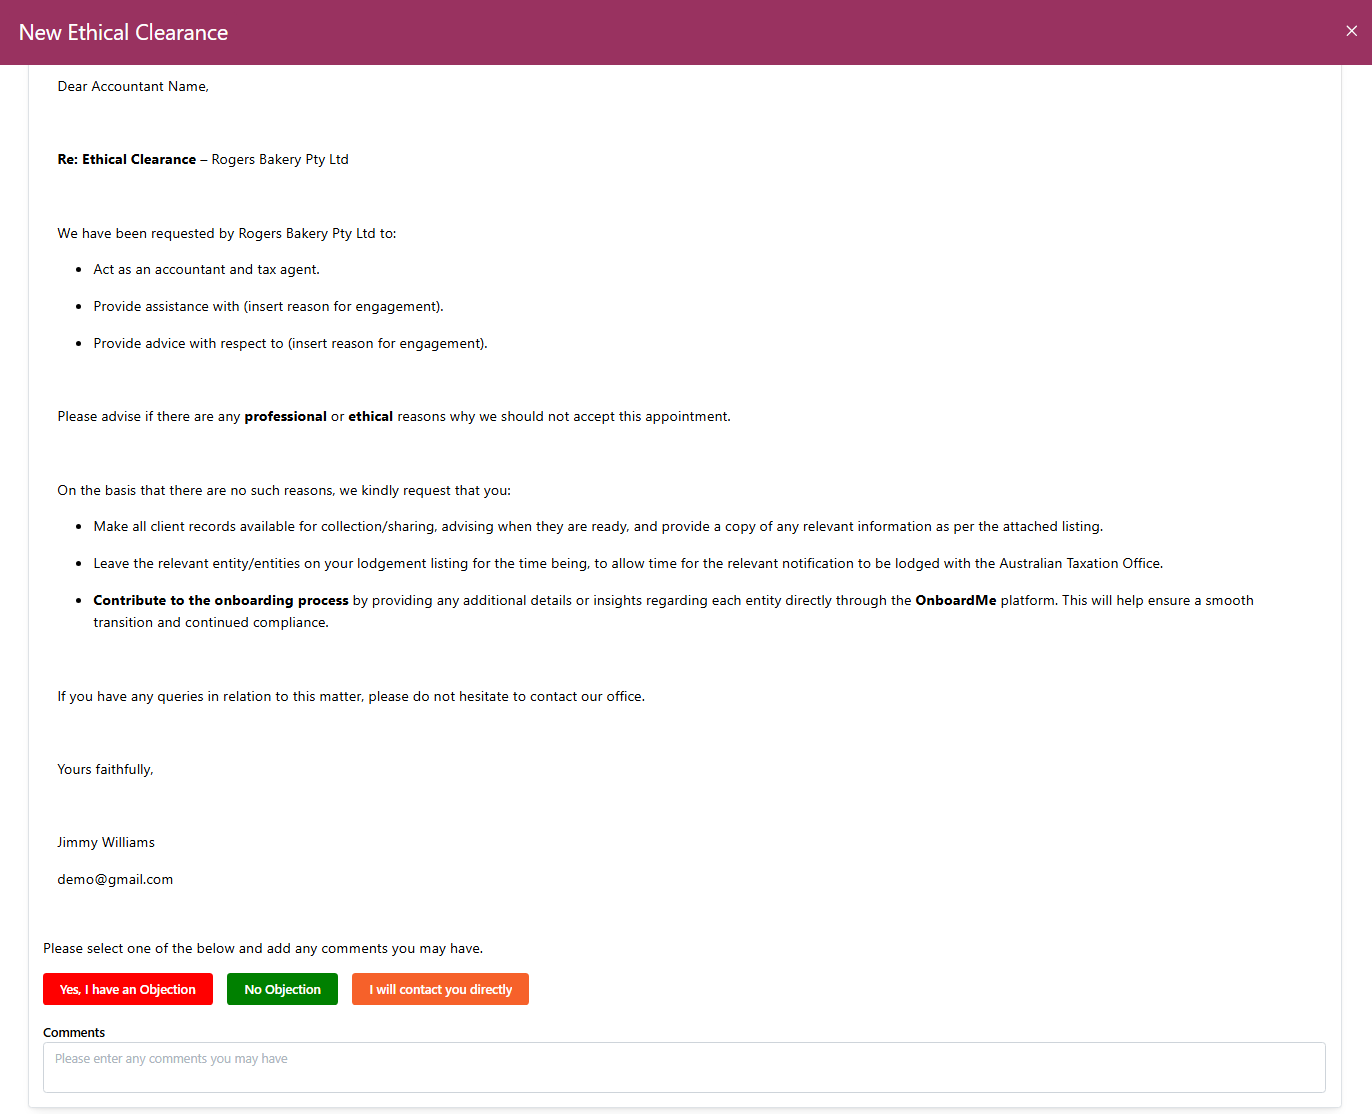 New Ethical Clearance
Dear Accountant Name,
Re: Ethical Clearance – Rogers Bakery Pty Ltd
We have been requested by Rogers Bakery Pty Ltd to:
• Act as an accountant and tax agent.
• Provide assistance with (insert reason for engagement).
• Provide advice with respect to (insert reason for engagement).
Please advise if there are any professional or ethical reasons why we should not accept this appointment.
On the basis that there are no such reasons, we kindly request that you:
• Make all client records available for collection/sharing, advising when they are ready, and provide a copy of any relevant information as per the attached listing.
• Leave the relevant entity/entities on your lodgement listing for the time being, to allow time for the relevant notification to be lodged with the Australian Taxation Office.
• Contribute to the onboarding process by providing any additional details or insights regarding each entity directly through the OnboardMe platform. This will help ensure a smooth
transition and continued compliance.
If you have any queries in relation to this matter, please do not hesitate to contact our office.
Yours faithfully,
Jimmy Williams
demo@gmail.com
Please select one of the below and add any comments you may have.
Yes, I have an Objection No Objection I will contact you directly
Comments
Please enter any comments you may have